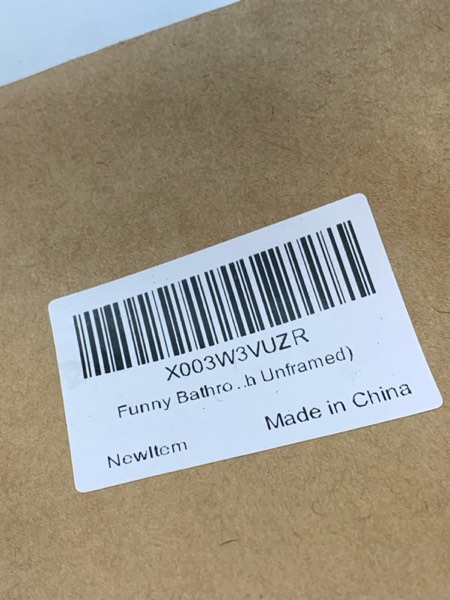 X003W3VUZR
Funny Bathro...h Unframed)
NewItem
Made in China